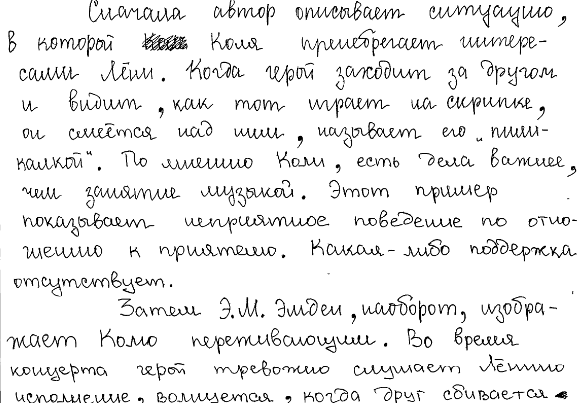 Сначала автор описывает ситуацию,
в которой Коля пренебрегает интере-
сами Лёни. Когда герой заходит за другом
и видит, как тот играет на скрипке,
он смеётся над ним, называет его „пили-
калкой“. По мнению Коли, есть дела важнее,
чем занятие музыкой. Этот пример
показывает неприятное поведение по отно-
шению к приятелю. Какая-либо поддержка
отсутствует.
Затем Э.М. Эмден, наоборот, изобра-
жает Колю переживающим. Во время
концерта герой тревожно слушает Лёнино
исполнение, волнуется, когда друг сбивается